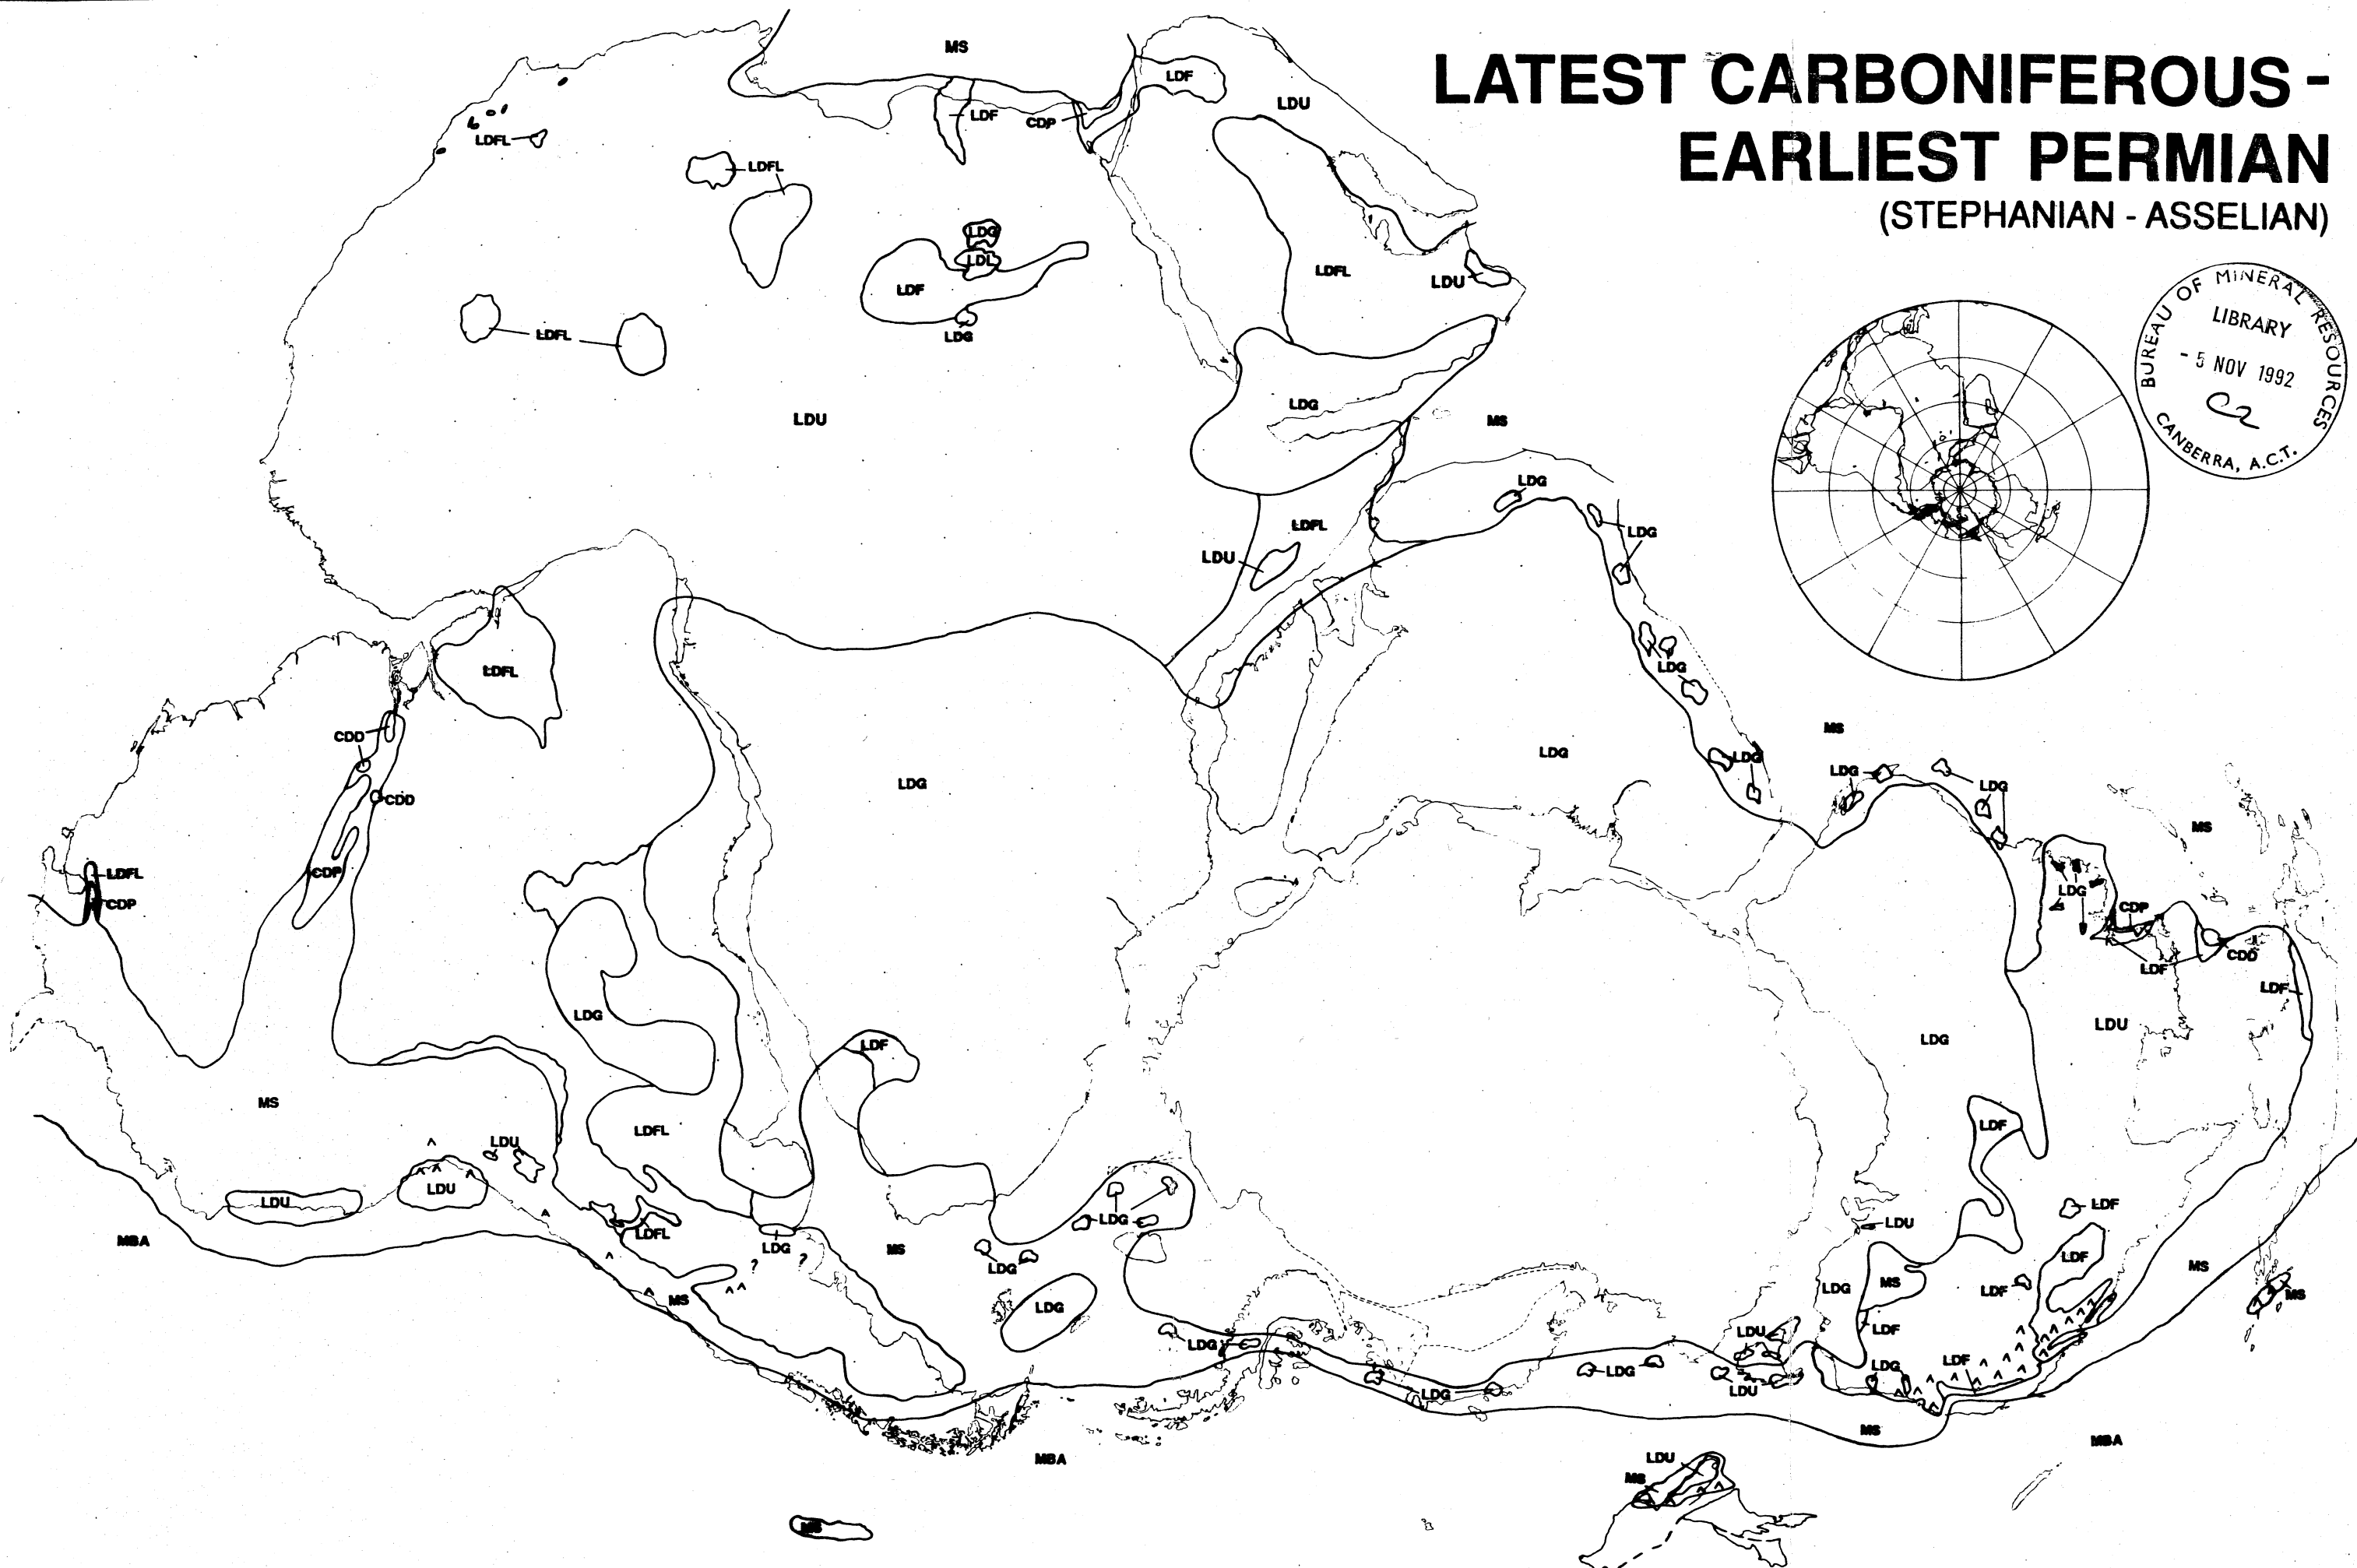 LATEST CARBONIFEROUS -
EARLIEST PERMIAN
(STEPHANIAN - ASSELIAN)
BUREAU OF MINERAL RESOURCES
LIBRARY
- 5 NOV 1992
CANBERRA, A.C.T.
MS
LDF
LDU
LDF
CDP
LDFL
LDFL
LDG
LDL
LDFL
LDU
LDF
LDFL
LDG
LDG
LDU
MS
LDG
LDFL
LDG
LDU
LDFL
LDG
CDD
MS
LDG
LDG
LDG
LDG
LDG
CDD
MS
LDFL
CDP
LDG
CDP
CDP
LDF
CDD
LDF
LDG
LDU
LDG
LDF
MS
LDF
LDFL
LDU
LDU
LDU
LDF
LDG
LDU
LDFL
MBA
LDG
?
?
MS
LDF
MS
LDG
LDG
MS
LDF
MS
LDG
MS
LDG
LDF
LDU
LDG
LDG
LDG
LDF
LDG
LDU
MS
MBA
MBA
LDU
MS
MS